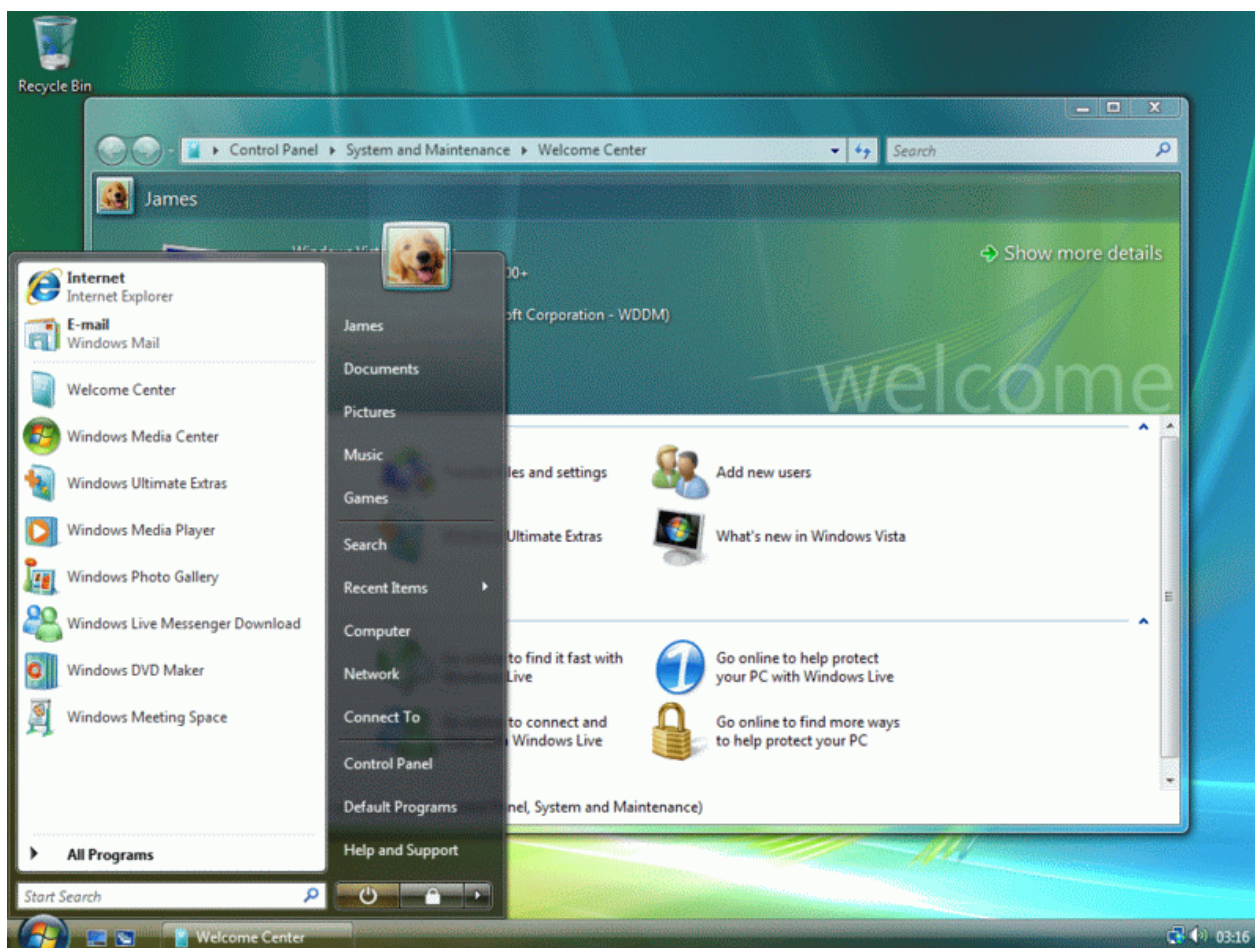 Recycle Bin
Control Panel
System and Maintenance
Welcome Center
Search
James
Show more details
00+
oft Corporation - WDDM)
welcome
Internet
Internet Explorer
E-mail
Windows Mail
Welcome Center
Windows Media Center
Windows Ultimate Extras
Windows Media Player
Windows Photo Gallery
Windows Live Messenger Download
Windows DVD Maker
Windows Meeting Space
All Programs
Start Search
James
Documents
Pictures
Music
Games
Search
Recent Items
Computer
Network
Connect To
Control Panel
Default Programs
Help and Support
les and settings
Add new users
Ultimate Extras
What's new in Windows Vista
to find it fast with
Live
Go online to help protect
your PC with Windows Live
to connect and
Windows Live
Go online to find more ways
to help protect your PC
nel, System and Maintenance)
Welcome Center
03:16